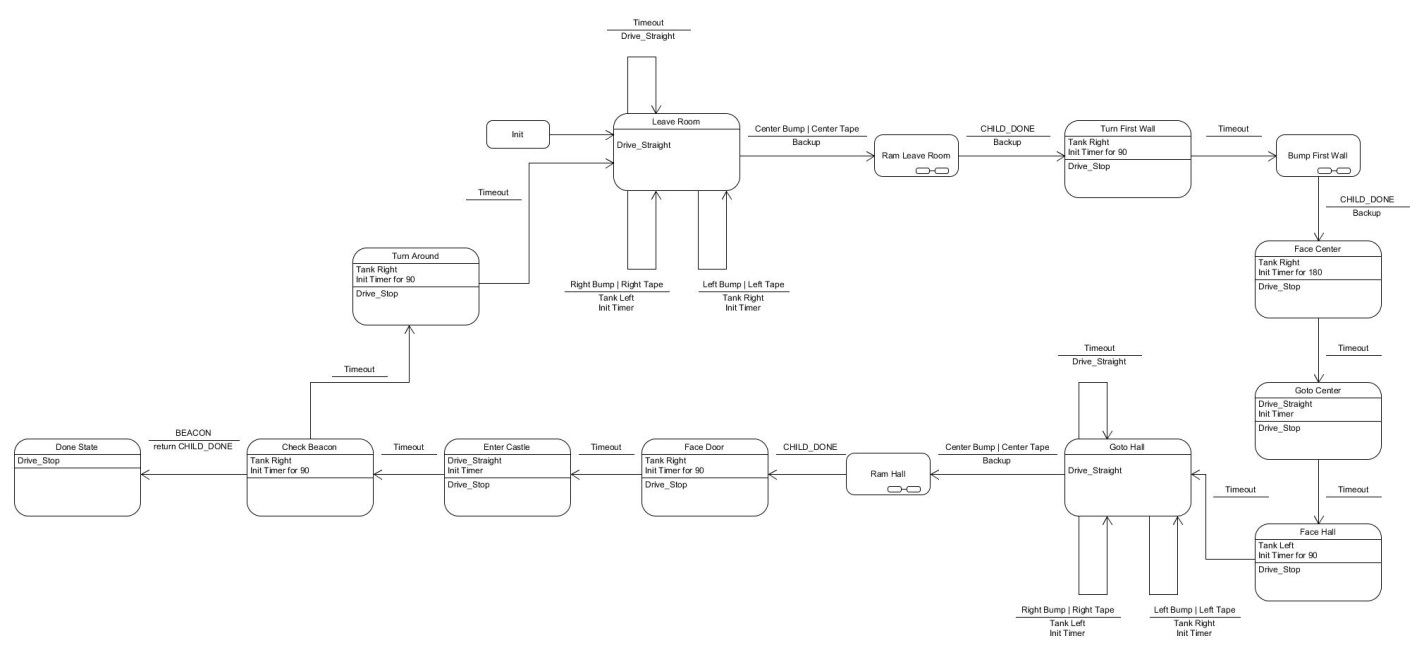 Timeout
Drive_Straight
Init
Leave Room
Drive_Straight
Center Bump | Center Tape
Backup
Ram Leave Room
CHILD_DONE
Backup
Turn First Wall
Tank Right
Init Timer for 90
Drive_Stop
Timeout
Bump First Wall
CHILD_DONE
Backup
Timeout
Right Bump | Right Tape
Tank Left
Init Timer
Left Bump | Left Tape
Tank Right
Init Timer
Turn Around
Tank Right
Init Timer for 90
Drive_Stop
Face Center
Tank Right
Init Timer for 180
Drive_Stop
Timeout
Timeout
Timeout
Drive_Straight
Goto Center
Drive_Straight
Init Timer
Drive_Stop
Done State
Drive_Stop
BEACON
return CHILD_DONE
Check Beacon
Tank Right
Init Timer for 90
Timeout
Enter Castle
Drive_Straight
Init Timer
Drive_Stop
Timeout
Face Door
Tank Right
Init Timer for 90
Drive_Stop
CHILD_DONE
Ram Hall
Center Bump | Center Tape
Backup
Goto Hall
Drive_Straight
Timeout
Timeout
Face Hall
Tank Left
Init Timer for 90
Drive_Stop
Right Bump | Right Tape
Tank Left
Init Timer
Left Bump | Left Tape
Tank Right
Init Timer